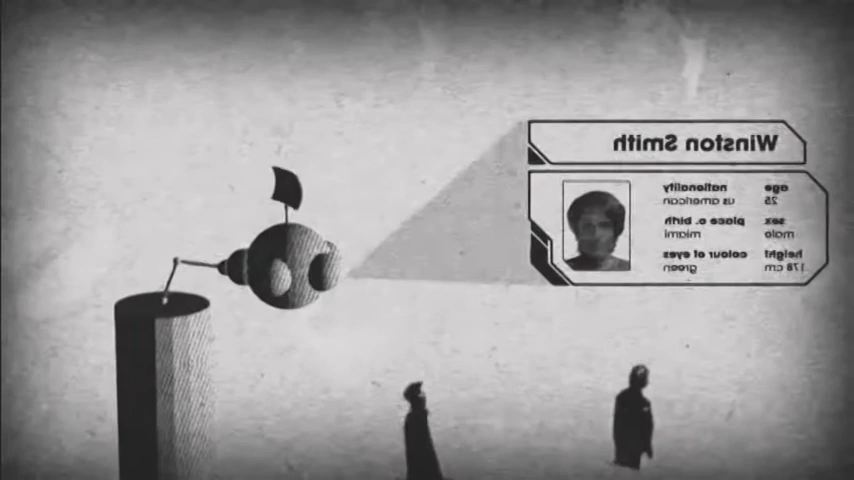 Winston Smith
age nationality
25 us american
sex place o. birth
male miami
height colour of eyes
178 cm green